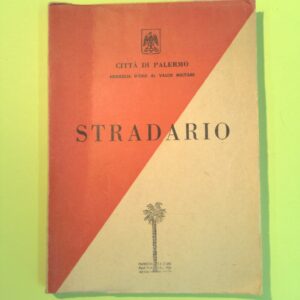 CITTÀ DI PALERMO
MEDAGLIA D'ORO AL VALOR MILITARE
STRADARIO